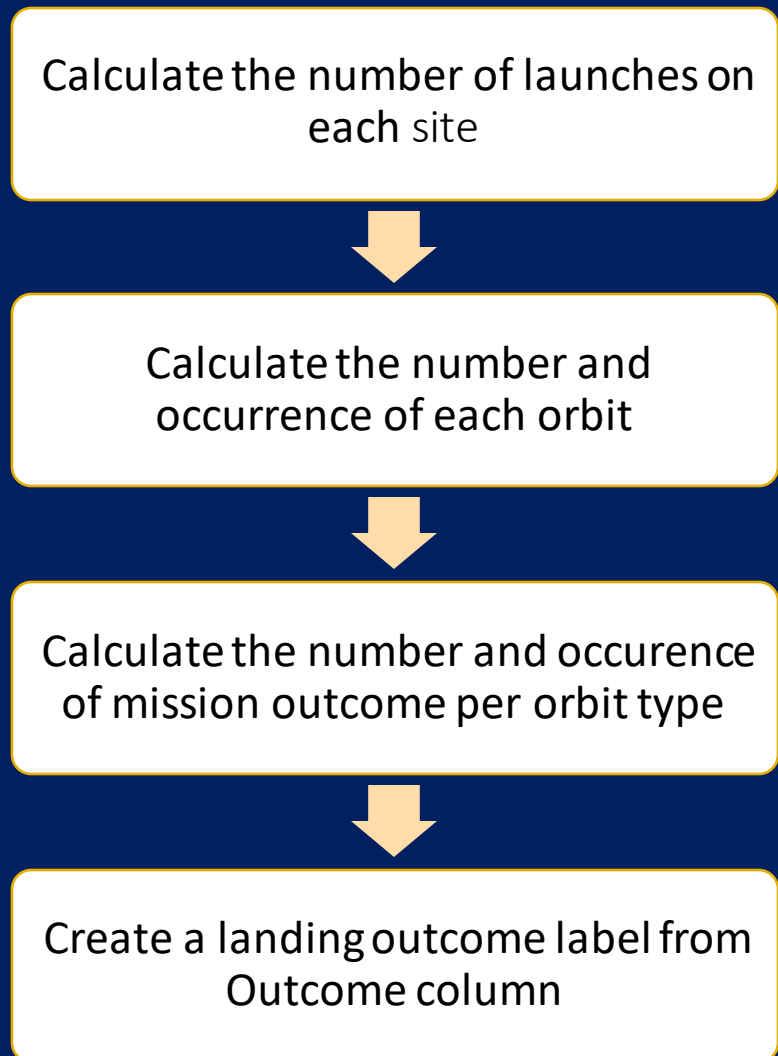 Calculate the number of launches on
each site
Calculate the number and
occurrence of each orbit
Calculate the number and occurence
of mission outcome per orbit type
Create a landing outcome label from
Outcome column